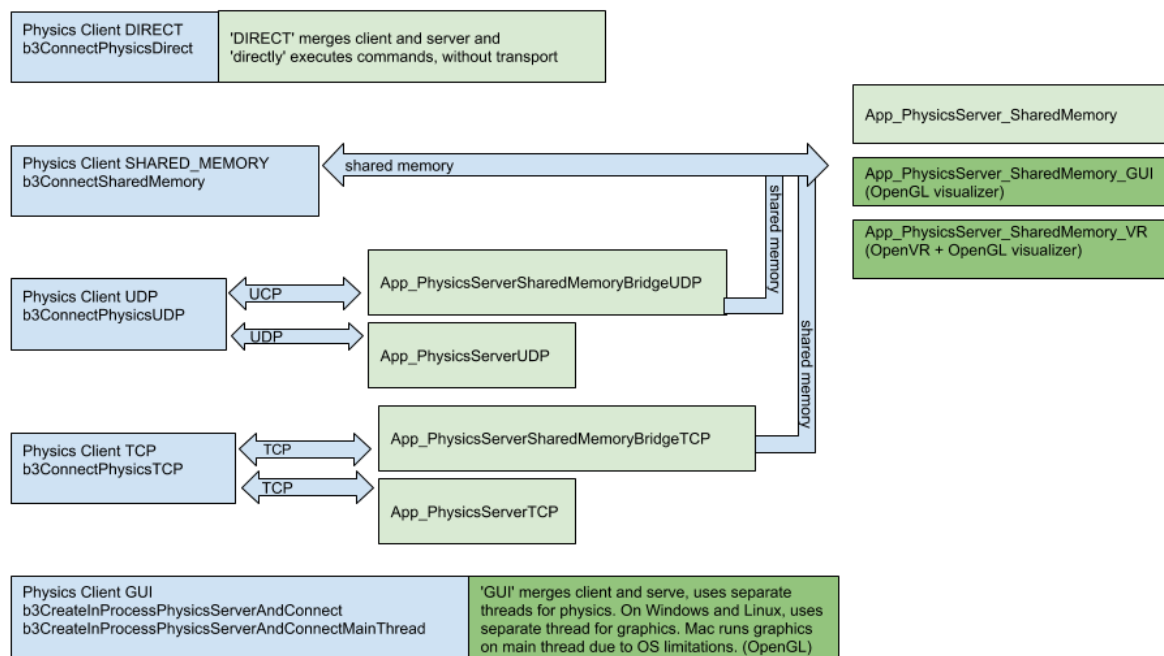 Physics Client DIRECT
b3ConnectPhysicsDirect
'DIRECT' merges client and server and
'directly' executes commands, without transport
App_PhysicsServer_SharedMemory
Physics Client SHARED_MEMORY
b3ConnectSharedMemory
shared memory
App_PhysicsServer_SharedMemory_GUI
(OpenGL visualizer)
App_PhysicsServer_SharedMemory_VR
(OpenVR + OpenGL visualizer)
shared memory
shared memory
Physics Client UDP
b3ConnectPhysicsUDP
UCP
App_PhysicsServerSharedMemoryBridgeUDP
UDP
App_PhysicsServerUDP
Physics Client TCP
b3ConnectPhysicsTCP
TCP
App_PhysicsServerSharedMemoryBridgeTCP
TCP
App_PhysicsServerTCP
Physics Client GUI
b3CreateInProcessPhysicsServerAndConnect
b3CreateInProcessPhysicsServerAndConnectMainThread
'GUI' merges client and serve, uses separate
threads for physics. On Windows and Linux, uses
separate thread for graphics. Mac runs graphics
on main thread due to OS limitations. (OpenGL)